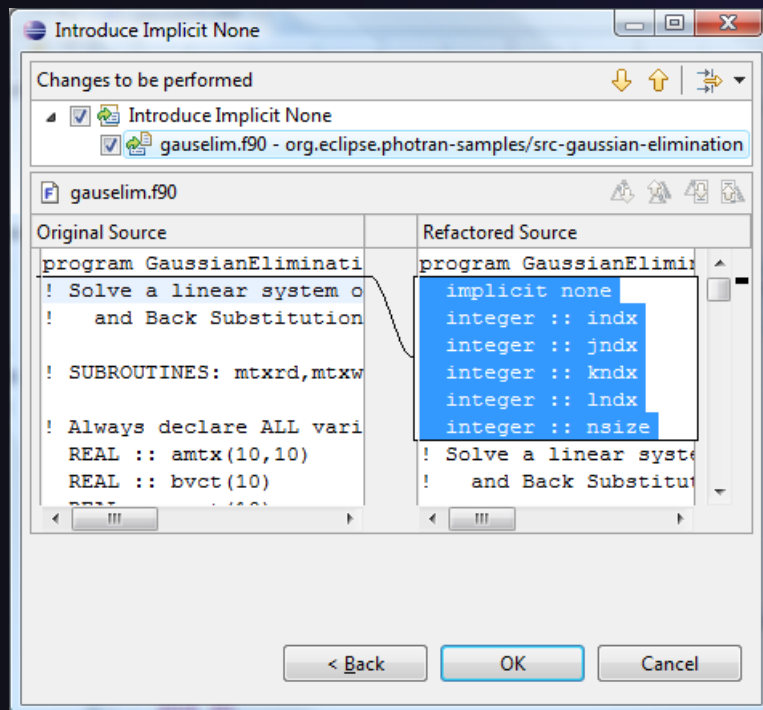 Introduce Implicit None
Changes to be performed
Introduce Implicit None
gauselim.f90 - org.eclipse.photran-samples/src-gaussian-elimination
gauselim.f90
Original Source
program GaussianEliminati
! Solve a linear system o
!   and Back Substitution
! SUBROUTINES: mtxrd,mtxw
! Always declare ALL vari
REAL :: amtx(10,10)
REAL :: bvct(10)
Refactored Source
program GaussianElimin
implicit none
integer :: indx
integer :: jndx
integer :: kndx
integer :: lndx
integer :: nsize
! Solve a linear syste
!   and Back Substitut
< Back
OK
Cancel